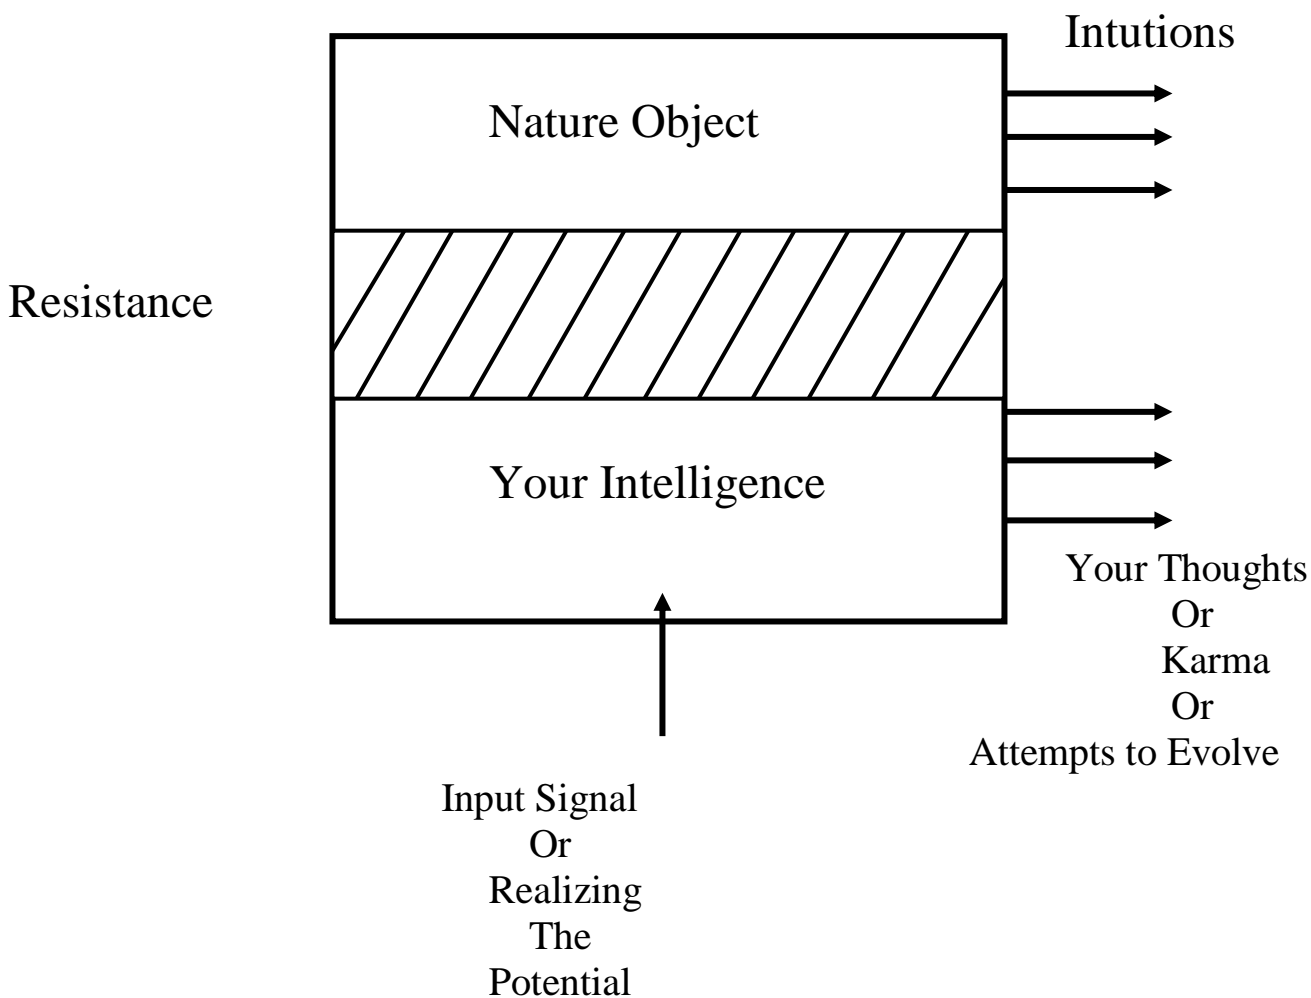 Intutions
Nature Object
Resistance
Your Intelligence
Your Thoughts
Or
Karma
Or
Attempts to Evolve
Input Signal
Or
Realizing
The
Potential